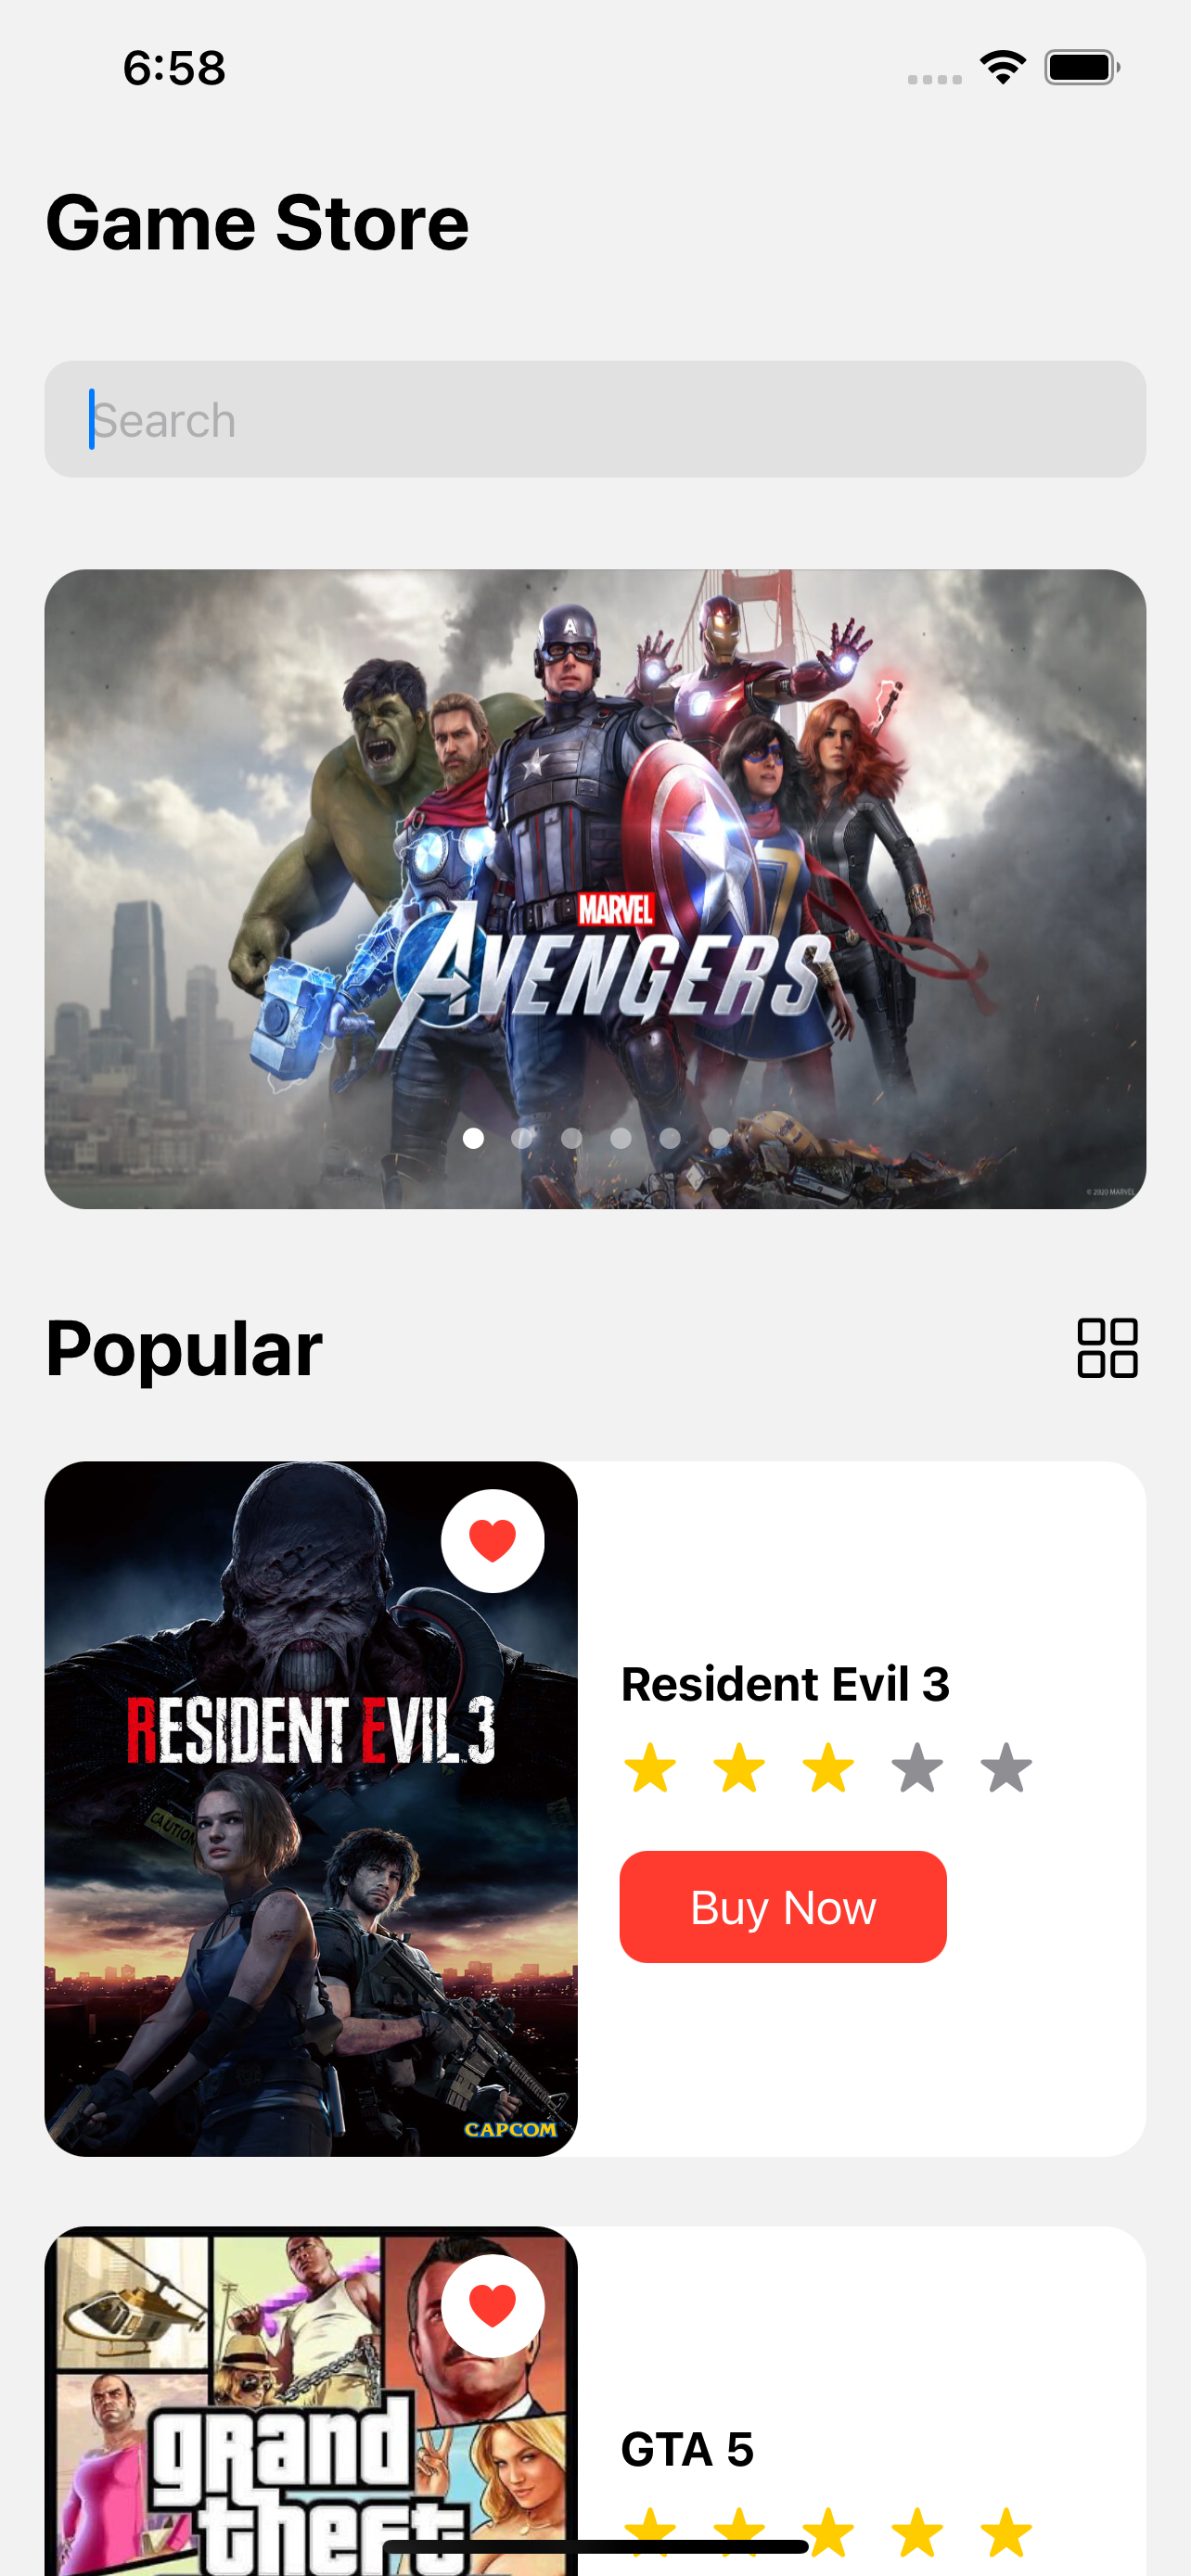 6:58
Game Store
Search
A
MARVEL
AVENGERS
© 2020 MARVEL
Popular
RESIDENT EVIL 3
CAUTION
CAPCOM
Resident Evil 3
Buy Now
grand
theft
GTA 5